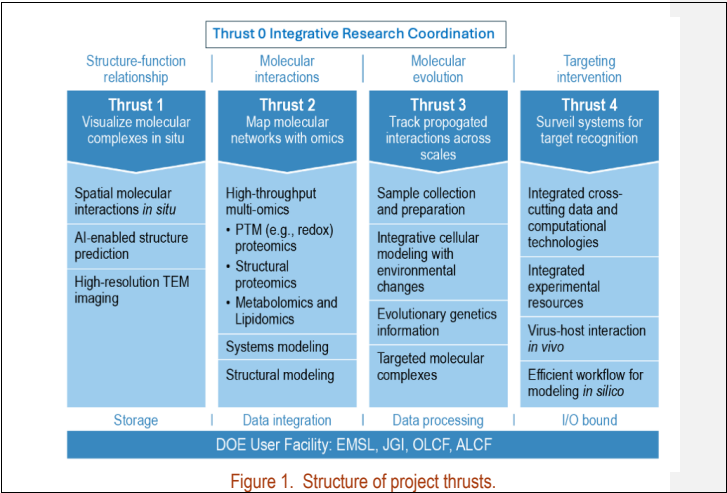 Thrust 0 Integrative Research Coordination
Structure-function
relationship
Molecular
interactions
Molecular
evolution
Targeting
intervention
Thrust 1
Visualize molecular
complexes in situ
Thrust 2
Map molecular
networks with omics
Thrust 3
Track propogated
interactions across
scales
Thrust 4
Surveil systems for
target recognition
Spatial molecular
interactions in situ
AI-enabled structure
prediction
High-resolution TEM
imaging
High-throughput
multi-omics
• PTM (e.g., redox)
proteomics
• Structural
proteomics
• Metabolomics and
Lipidomics
Systems modeling
Structural modeling
Sample collection
and preparation
Integrative cellular
modeling with
environmental
changes
Evolutionary genetics
information
Targeted molecular
complexes
Integrated cross-
cutting data and
computational
technologies
Integrated
experimental
resources
Virus-host interaction
in vivo
Efficient workflow for
modeling in silico
Storage
Data integration
Data processing
I/O bound
DOE User Facility: EMSL, JGI, OLCF, ALCF
Figure 1. Structure of project thrusts.